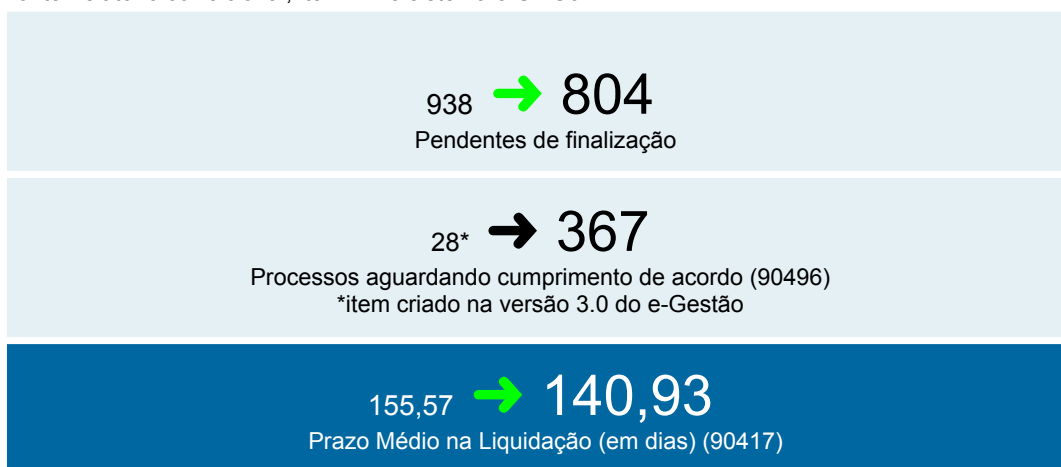 938 ➜ 804
Pendentes de finalização
28* ➜ 367
Processos aguardando cumprimento de acordo (90496)
*item criado na versão 3.0 do e-Gestão
155,57 ➜ 140,93
Prazo Médio na Liquidação (em dias) (90417)